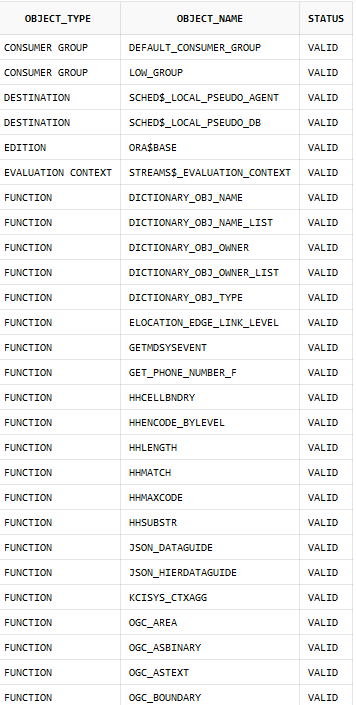 OBJECT_TYPE OBJECT_NAME STATUS
CONSUMER GROUP DEFAULT_CONSUMER_GROUP VALID
CONSUMER GROUP LOW_GROUP VALID
DESTINATION SCHED$_LOCAL_PSEUDO_AGENT VALID
DESTINATION SCHED$_LOCAL_PSEUDO_DB VALID
EDITION ORA$BASE VALID
EVALUATION CONTEXT STREAMS$_EVALUATION_CONTEXT VALID
FUNCTION DICTIONARY_OBJ_NAME VALID
FUNCTION DICTIONARY_OBJ_NAME_LIST VALID
FUNCTION DICTIONARY_OBJ_OWNER VALID
FUNCTION DICTIONARY_OBJ_OWNER_LIST VALID
FUNCTION DICTIONARY_OBJ_TYPE VALID
FUNCTION ELOCATION_EDGE_LINK_LEVEL VALID
FUNCTION GETMDSYSEVENT VALID
FUNCTION GET_PHONE_NUMBER_F VALID
FUNCTION HHCELLBNDRY VALID
FUNCTION HHENCODE_BYLEVEL VALID
FUNCTION HHLENGTH VALID
FUNCTION HHMATCH VALID
FUNCTION HHMAXCODE VALID
FUNCTION HHSUBSTR VALID
FUNCTION JSON_DATAGUIDE VALID
FUNCTION JSON_HIERDATAGUIDE VALID
FUNCTION KCISYS_CTXAGG VALID
FUNCTION OGC_AREA VALID
FUNCTION OGC_ASBINARY VALID
FUNCTION OGC_ASTEXT VALID
FUNCTION OGC_BOUNDARY VALID